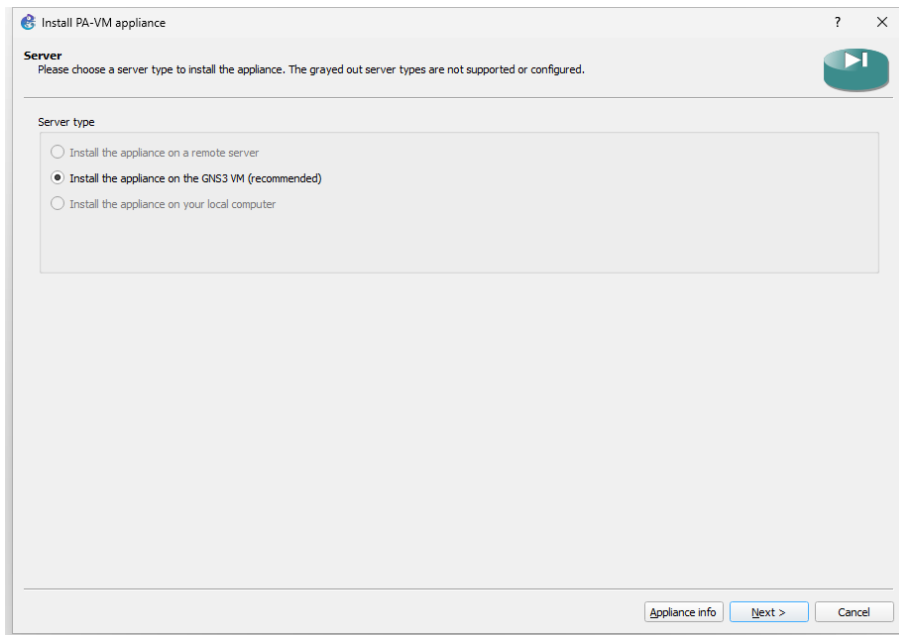 Install PA-VM appliance
Server
Please choose a server type to install the appliance. The grayed out server types are not supported or configured.
Server type
Install the appliance on a remote server
Install the appliance on the GNS3 VM (recommended)
Install the appliance on your local computer
Appliance info
Next >
Cancel